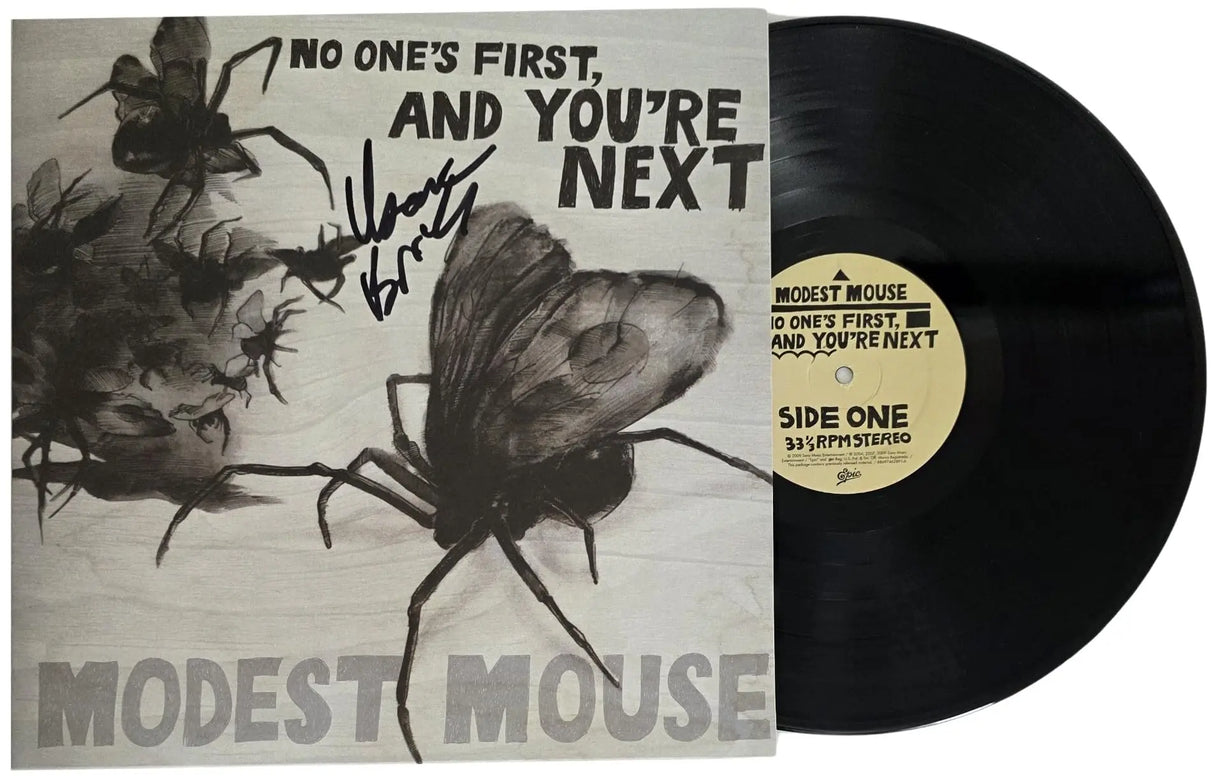 NO ONE'S FIRST,
AND YOU'RE
NEXT
MODEST MOUSE
MODEST MOUSE
NO ONE'S FIRST,
AND YOU'RE NEXT
SIDE ONE
33⅓ RPM STEREO
Epic